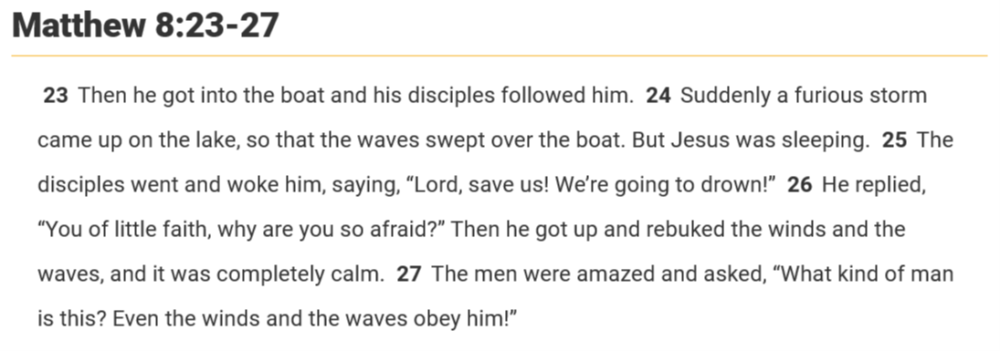 Matthew 8:23-27
23 Then he got into the boat and his disciples followed him. 24 Suddenly a furious storm
came up on the lake, so that the waves swept over the boat. But Jesus was sleeping. 25 The
disciples went and woke him, saying, “Lord, save us! We’re going to drown!” 26 He replied,
“You of little faith, why are you so afraid?” Then he got up and rebuked the winds and the
waves, and it was completely calm. 27 The men were amazed and asked, “What kind of man
is this? Even the winds and the waves obey him!”